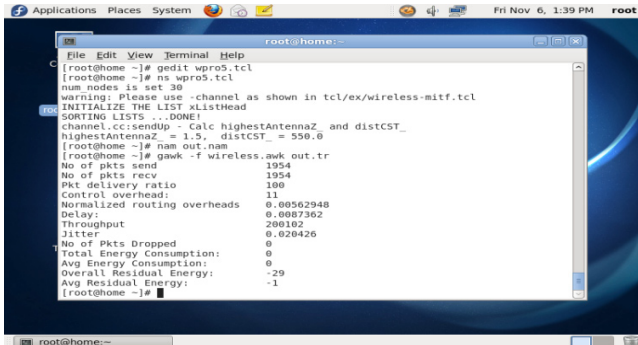 Applications Places System
Fri Nov 6, 1:39 PM root
root@home:~
File Edit View Terminal Help
[root@home ~]# gedit wpro5.tcl
[root@home ~]# ns wpro5.tcl
num_nodes is set 30
warning: Please use -channel as shown in tcl/ex/wireless-mitf.tcl
INITIALIZE THE LIST xListHead
SORTING LISTS ...DONE!
channel.cc:sendUp - Calc highestAntennaZ_ and distCST_
highestAntennaZ_ = 1.5,  distCST_ = 550.0
[root@home ~]# nam out.nam
[root@home ~]# gawk -f wireless.awk out.tr
No of pkts send 1954
No of pkts recv 1954
Pkt delivery ratio 100
Control overhead: 11
Normalized routing overheads 0.00562948
Delay: 0.0087362
Throughput 200102
Jitter 0.020426
No of Pkts Dropped 0
Total Energy Consumption: 0
Avg Energy Consumption: 0
Overall Residual Energy: -29
Avg Residual Energy: -1
[root@home ~]#
root@home:~